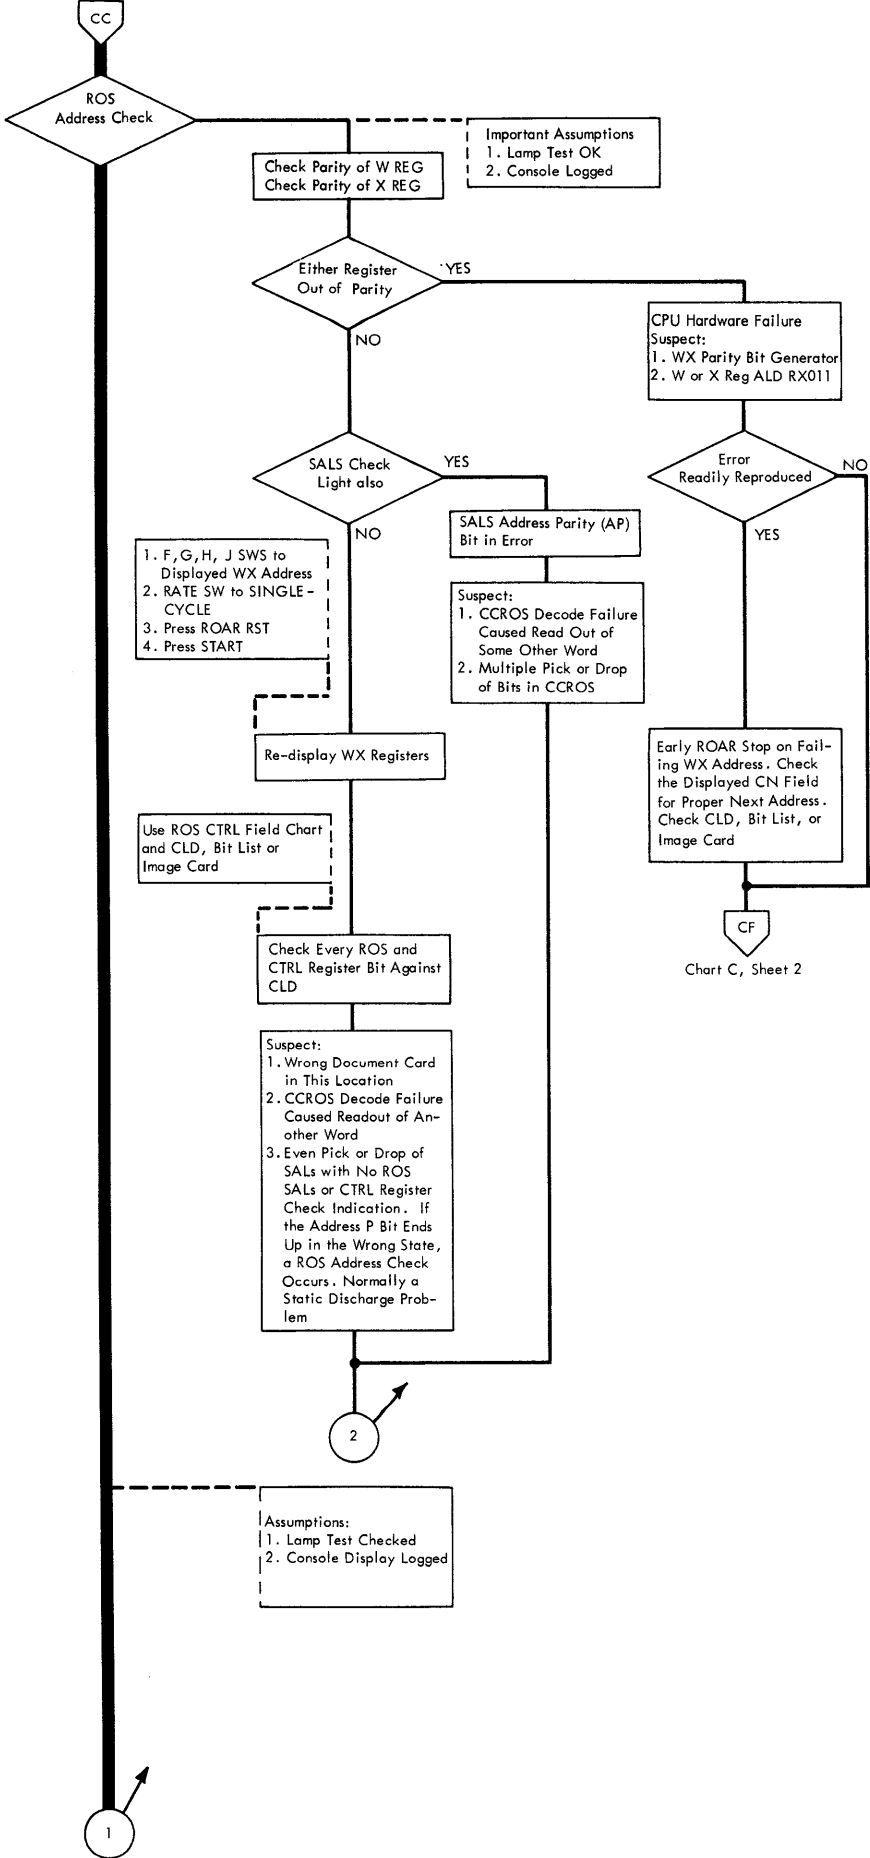 CC
ROS
Address Check
Important Assumptions
1. Lamp Test OK
2. Console Logged
Check Parity of W REG
Check Parity of X REG
Either Register
Out of Parity
YES
NO
CPU Hardware Failure
Suspect:
1. WX Parity Bit Generator
2. W or X Reg ALD RX011
Error
Readily Reproduced
NO
YES
SALS Check
Light also
YES
NO
SALS Address Parity (AP)
Bit in Error
1. F,G,H, J SWS to
Displayed WX Address
2. RATE SW to SINGLE-
CYCLE
3. Press ROAR RST
4. Press START
Suspect:
1. CCROS Decode Failure
Caused Read Out of
Some Other Word
2. Multiple Pick or Drop
of Bits in CCROS
Re-display WX Registers
Early ROAR Stop on Fail-
ing WX Address. Check
the Displayed CN Field
for Proper Next Address.
Check CLD, Bit List, or
Image Card
Use ROS CTRL Field Chart
and CLD, Bit List or
Image Card
CF
Chart C, Sheet 2
Check Every ROS and
CTRL Register Bit Against
CLD
Suspect:
1. Wrong Document Card
in This Location
2. CCROS Decode Failure
Caused Readout of An-
other Word
3. Even Pick or Drop of
SALs with No ROS
SALs or CTRL Register
Check Indication. If
the Address P Bit Ends
Up in the Wrong State,
a ROS Address Check
Occurs. Normally a
Static Discharge Prob-
lem
2
Assumptions:
1. Lamp Test Checked
2. Console Display Logged
1